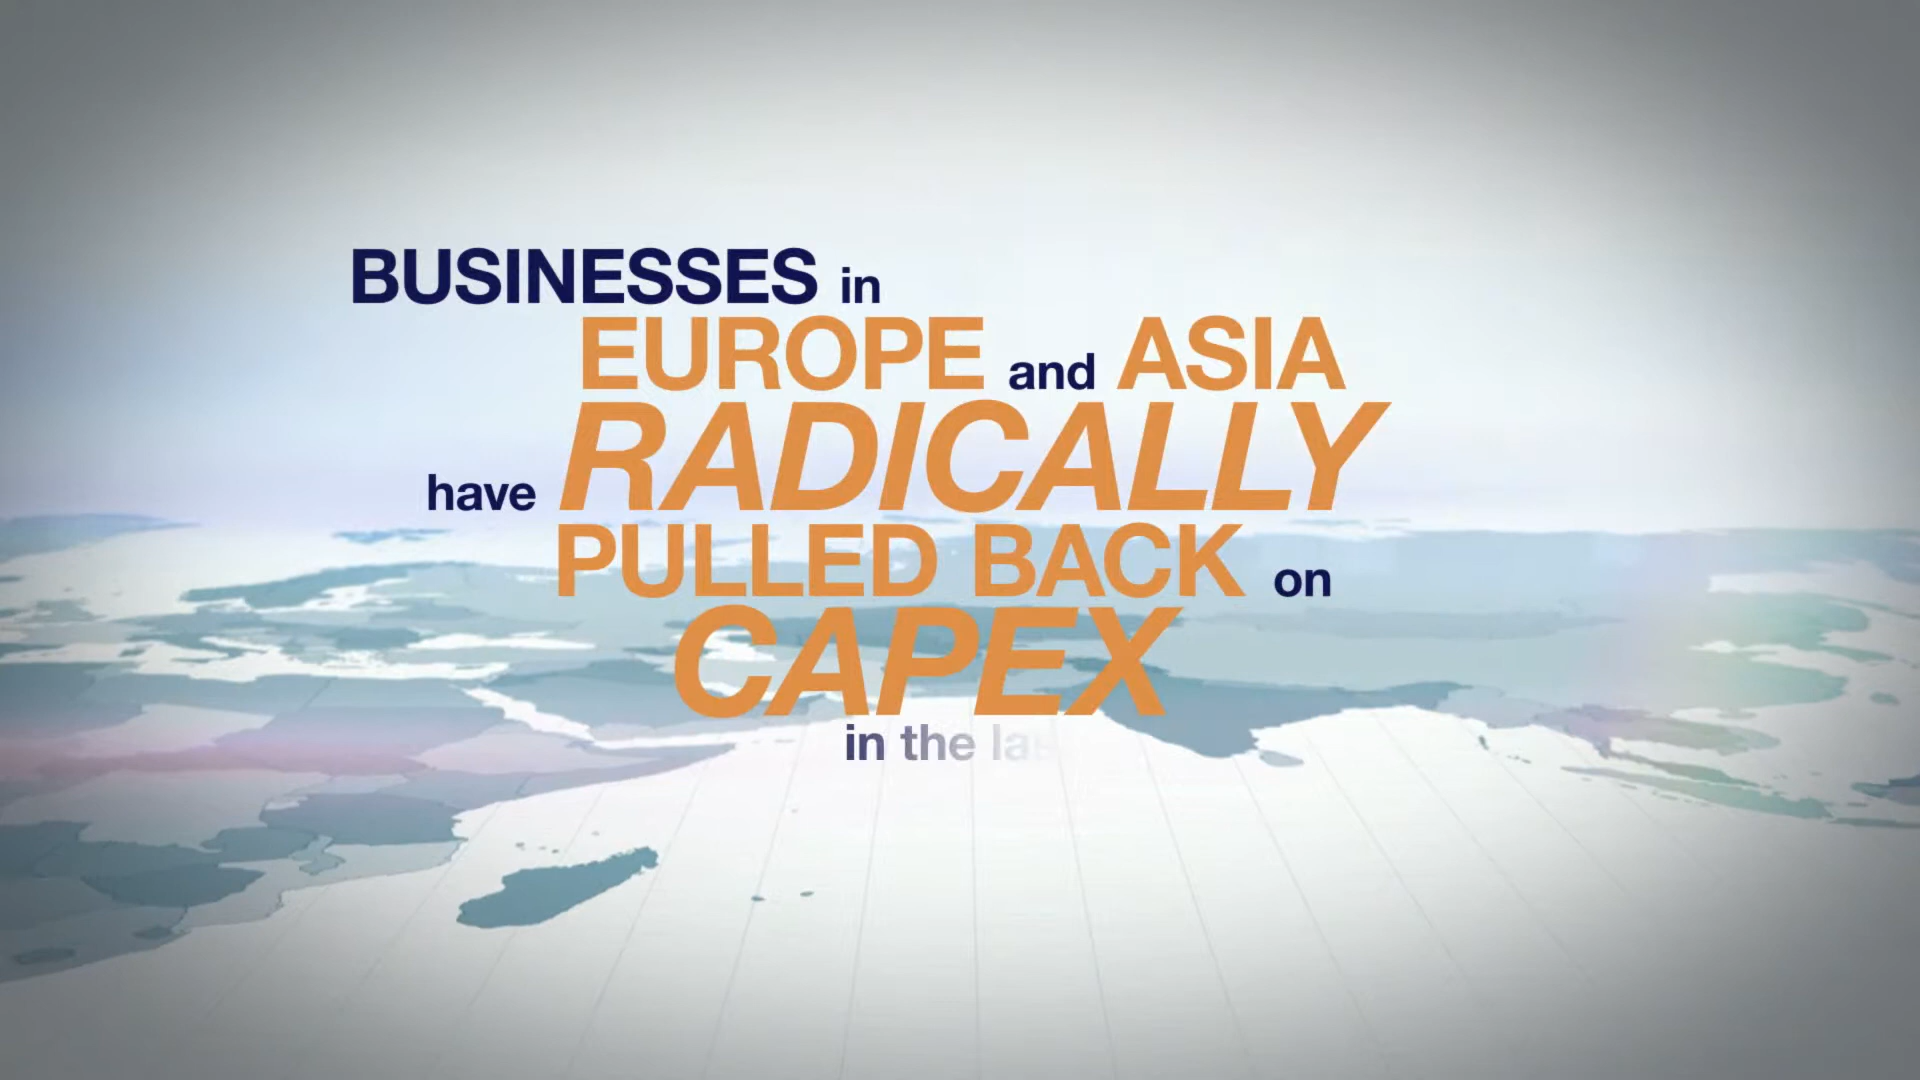 BUSINESSES in
EUROPE and ASIA
have RADICALLY
PULLED BACK on
CAPEX
in the